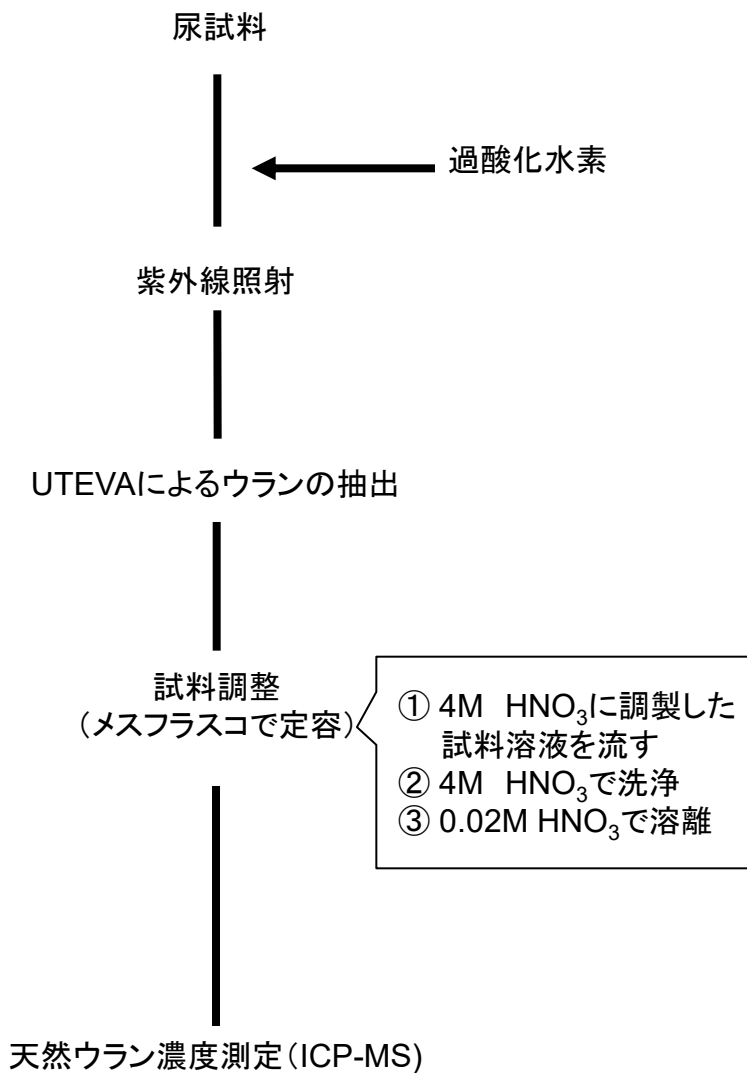 尿試料
過酸化水素
紫外線照射
UTEVAによるウランの抽出
試料調整
（メスフラスコで定容）
① 4M　HNO₃に調製した
試料溶液を流す
② 4M　HNO₃で洗浄
③ 0.02M HNO₃で溶離
天然ウラン濃度測定（ICP-MS)